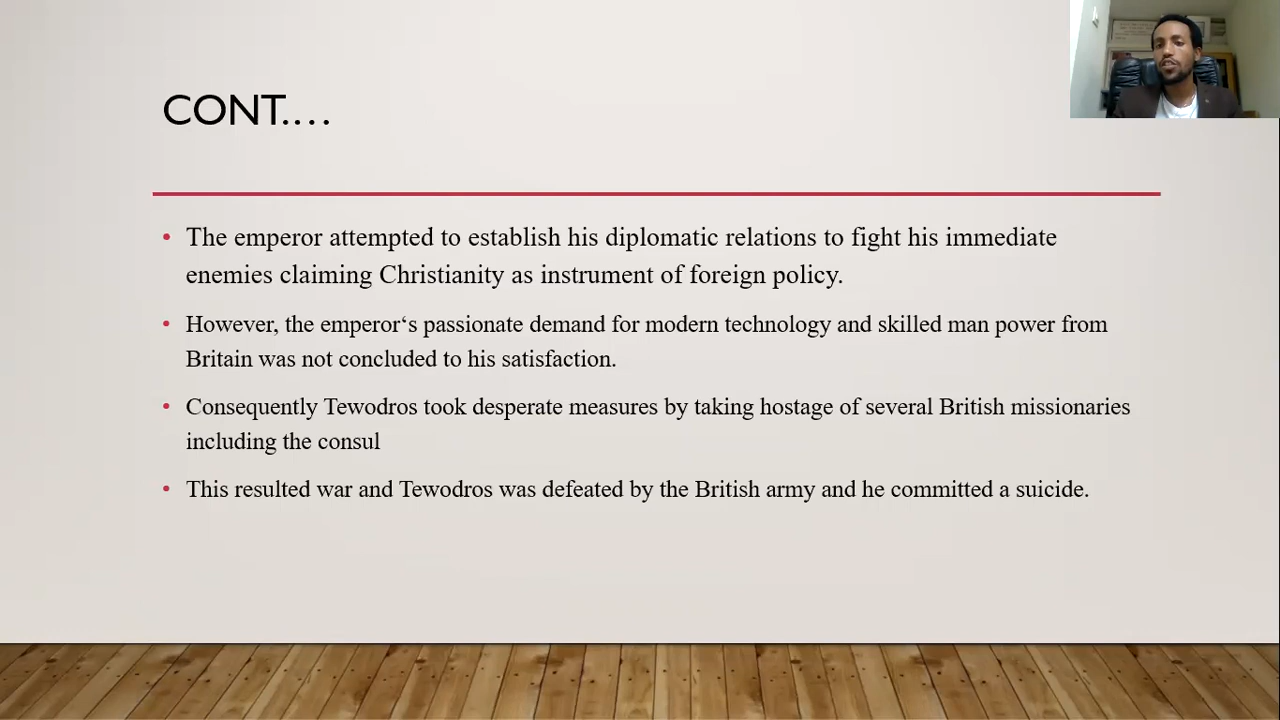 CONT.…
• The emperor attempted to establish his diplomatic relations to fight his immediate
enemies claiming Christianity as instrument of foreign policy.
• However, the emperor‘s passionate demand for modern technology and skilled man power from
Britain was not concluded to his satisfaction.
• Consequently Tewodros took desperate measures by taking hostage of several British missionaries
including the consul
• This resulted war and Tewodros was defeated by the British army and he committed a suicide.